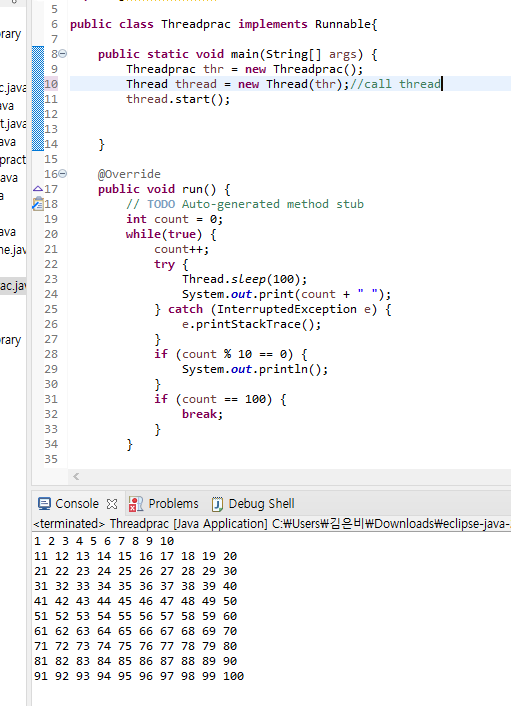 5
6 public class Threadprac implements Runnable{
7
8 public static void main(String[] args) {
9 Threadprac thr = new Threadprac();
10 Thread thread = new Thread(thr);//call thread
11 thread.start();
12
13
14 }
15
16 @Override
17 public void run() {
18 // TODO Auto-generated method stub
19 int count = 0;
20 while(true) {
21 count++;
22 try {
23 Thread.sleep(100);
24 System.out.print(count + " ");
25 } catch (InterruptedException e) {
26 e.printStackTrace();
27 }
28 if (count % 10 == 0) {
29 System.out.println();
30 }
31 if (count == 100) {
32 break;
33 }
34 }
35
orary
c.java
ava
t.java
ava
pract
ava
a
ava
ne.jav
ac.jav
orary
Console Problems Debug Shell
<terminated> Threadprac [Java Application] C:₩Users₩김은비₩Downloads₩eclipse-java-
1 2 3 4 5 6 7 8 9 10
11 12 13 14 15 16 17 18 19 20
21 22 23 24 25 26 27 28 29 30
31 32 33 34 35 36 37 38 39 40
41 42 43 44 45 46 47 48 49 50
51 52 53 54 55 56 57 58 59 60
61 62 63 64 65 66 67 68 69 70
71 72 73 74 75 76 77 78 79 80
81 82 83 84 85 86 87 88 89 90
91 92 93 94 95 96 97 98 99 100